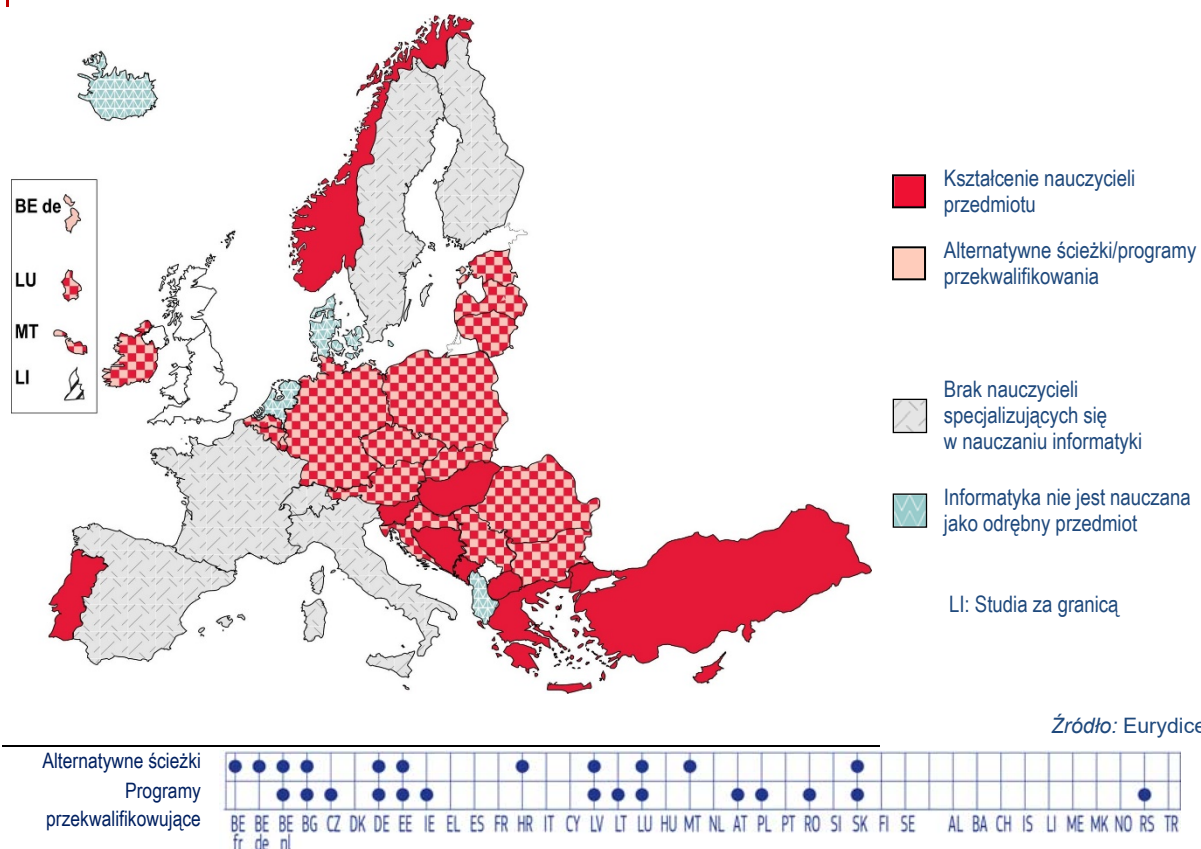 BE de
LU
MT
LI
Kształcenie nauczycieli
przedmiotu
Alternatywne ścieżki/programy
przekwalifikowania
Brak nauczycieli
specjalizujących się
w nauczaniu informatyki
Informatyka nie jest nauczana
jako odrębny przedmiot
LI: Studia za granicą
Źródło: Eurydice
Alternatywne ścieżki
Programy
przekwalifikowujące
BE BE BE BG CZ DK DE EE IE EL ES FR HR IT CY LV LT LU HU MT NL AT PL PT RO SI SK FI SE AL BA CH IS LI ME MK NO RS TR
fr de nl